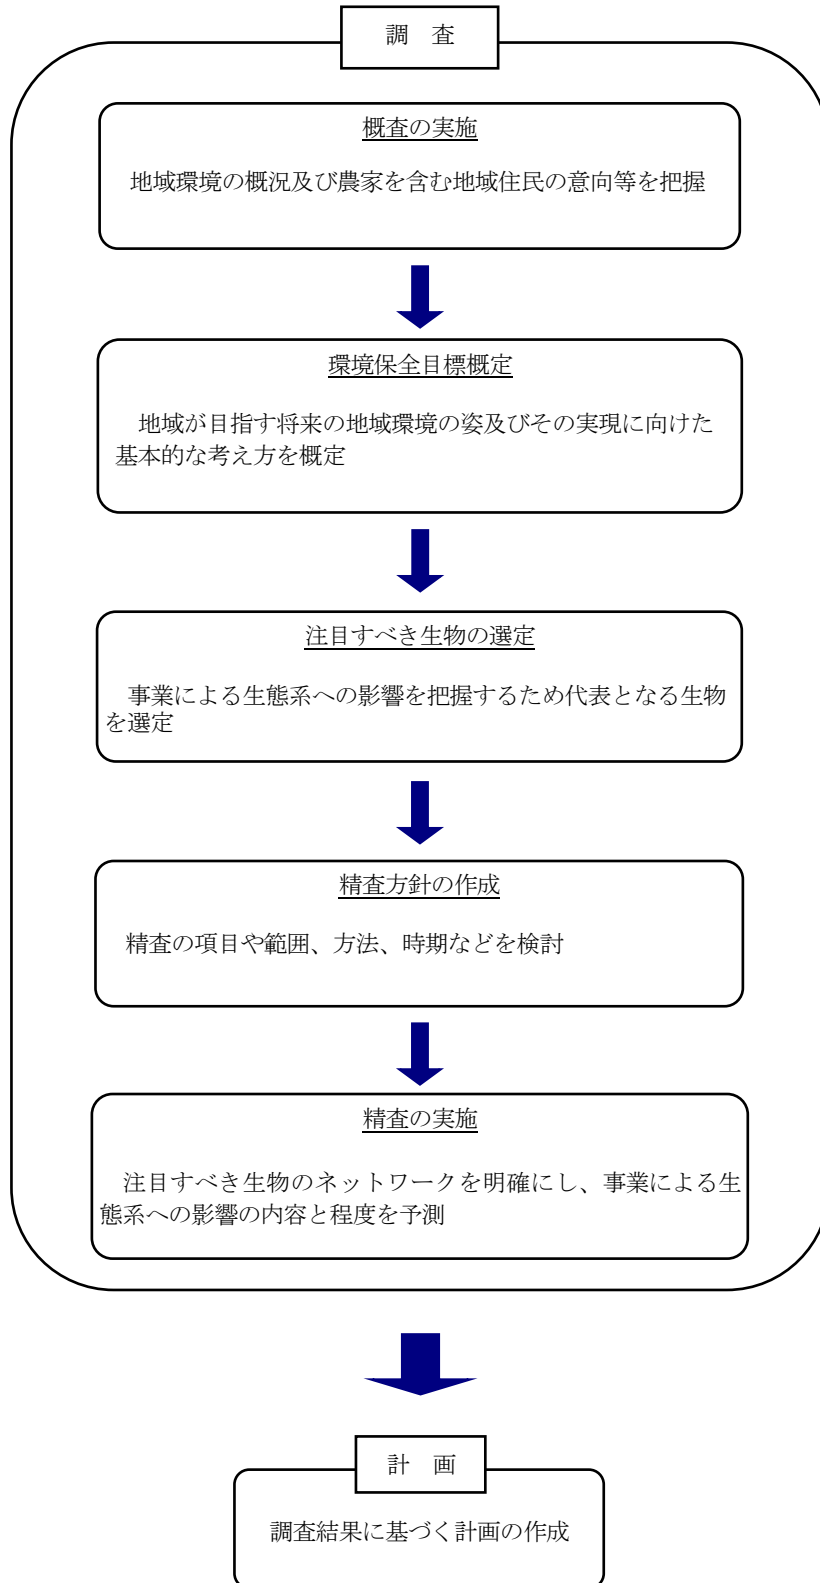 調　査
概査の実施
地域環境の概況及び農家を含む地域住民の意向等を把握
環境保全目標概定
地域が目指す将来の地域環境の姿及びその実現に向けた
基本的な考え方を概定
注目すべき生物の選定
事業による生態系への影響を把握するため代表となる生物
を選定
精査方針の作成
精査の項目や範囲、方法、時期などを検討
精査の実施
注目すべき生物のネットワークを明確にし、事業による生
態系への影響の内容と程度を予測
計　画
調査結果に基づく計画の作成